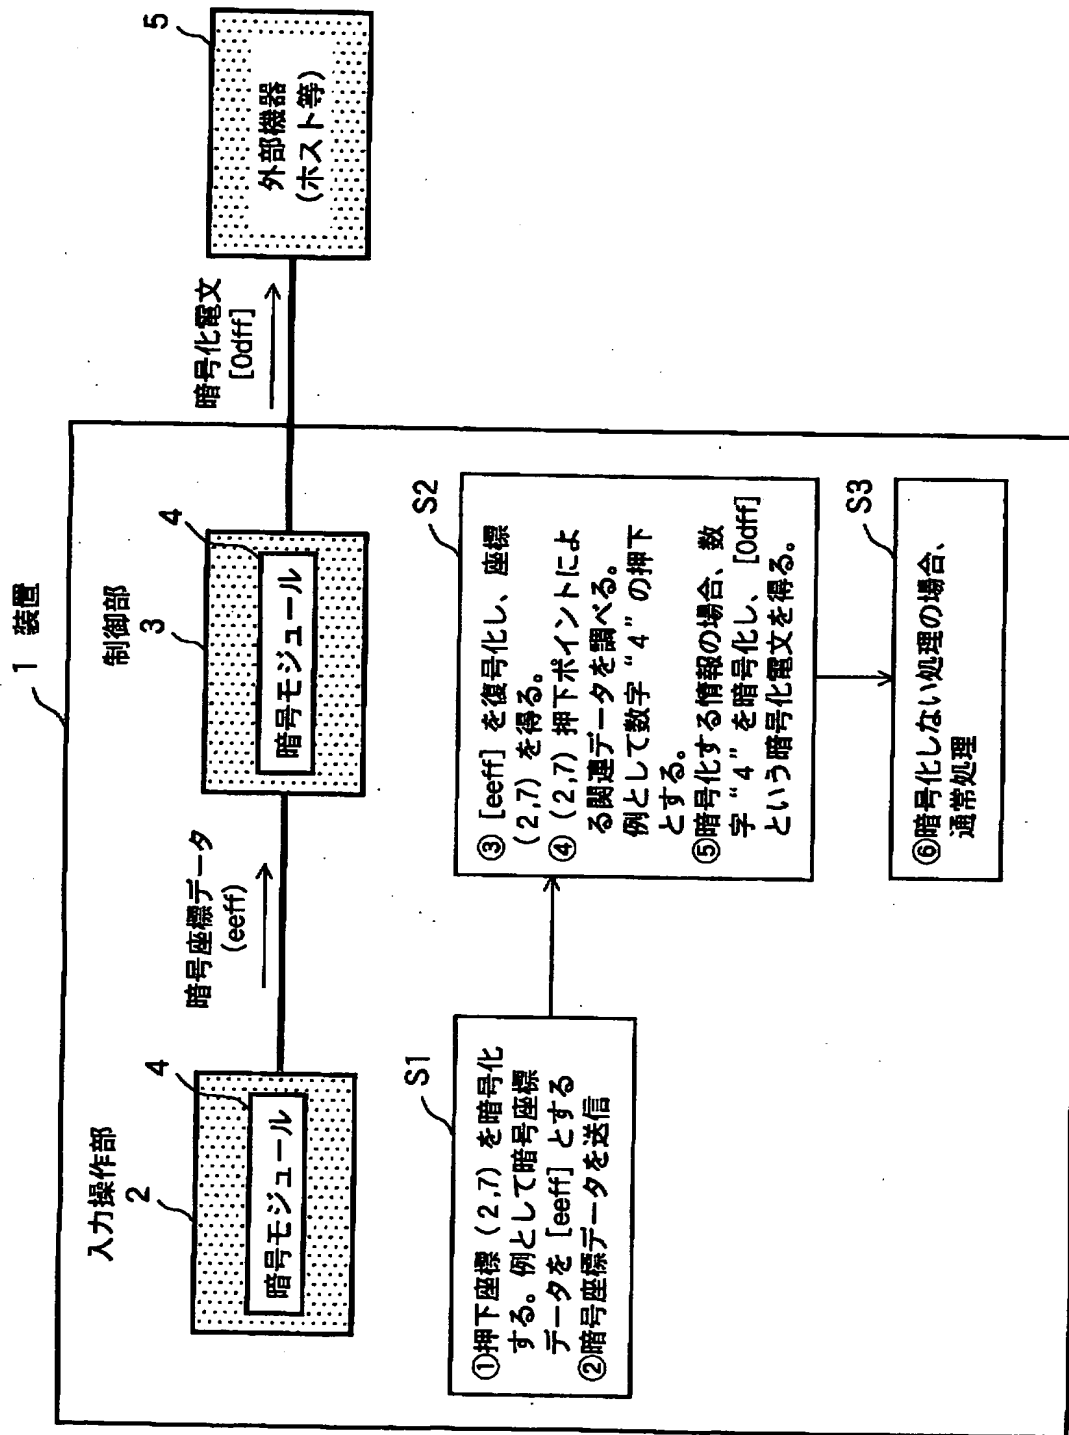 1 装置
入力操作部
2
4
暗号モジュール
暗号座標データ
(eeff)
制御部
3
4
暗号モジュール
暗号化電文
[0dff]
5
外部機器
(ホスト等)
S1
①押下座標(2,7)を暗号化
する。例として暗号座標
データを[eeff]とする
②暗号座標データを送信
S2
③[eeff]を復号化し、座標
(2,7)を得る。
④(2,7)押下ポイントによ
る関連データを調べる。
例として数字“4”の押下
とする。
⑤暗号化する情報の場合、数
字“4”を暗号化し、[0dff]
という暗号化電文を得る。
S3
⑥暗号化しない処理の場合、
通常処理